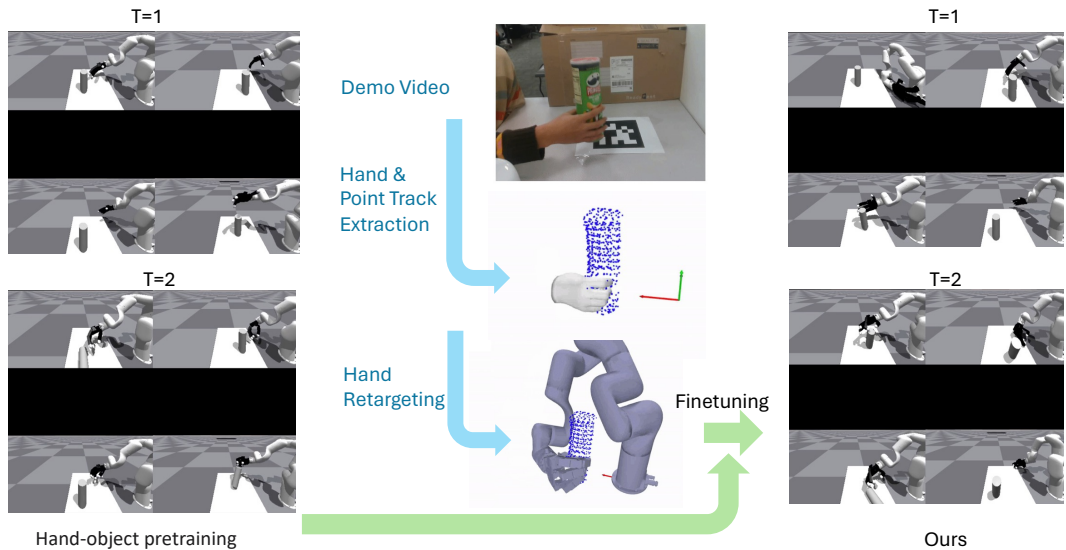 T=1
T=2
Hand-object pretraining
Demo Video
Hand &
Point Track
Extraction
Hand
Retargeting
Finetuning
T=1
T=2
Ours